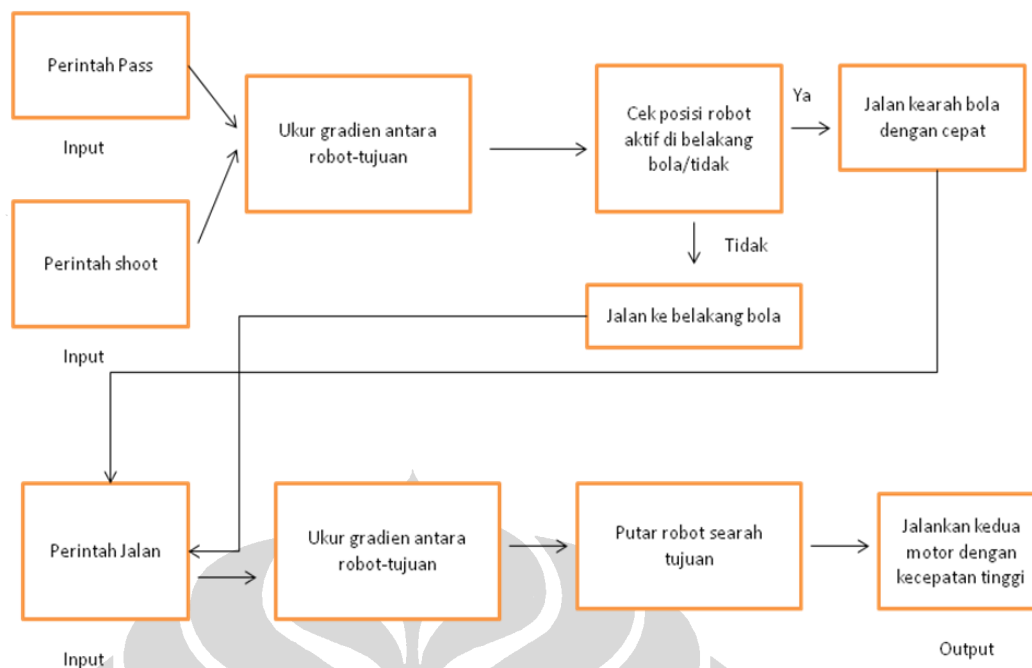 Perintah Pass
Input
Ukur gradien antara
robot-tujuan
Cek posisi robot
aktif di belakang
bola/tidak
Ya
Jalan kearah bola
dengan cepat
Perintah shoot
Input
Tidak
Jalan ke belakang bola
Perintah Jalan
Input
Ukur gradien antara
robot-tujuan
Putar robot searah
tujuan
Jalankan kedua
motor dengan
kecepatan tinggi
Output